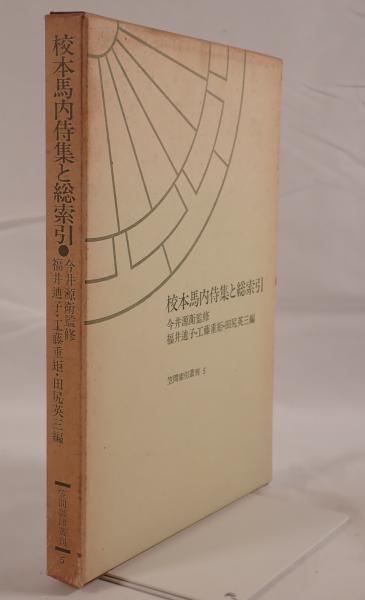 校本馬内侍集と総索引●
今井源衛監修
福井迪子・工藤重矩・田尻英三編
笠間索引叢刊 5
校本馬内侍集と総索引
今井源衛監修
福井迪子・工藤重矩・田尻英三編
笠間索引叢刊 5